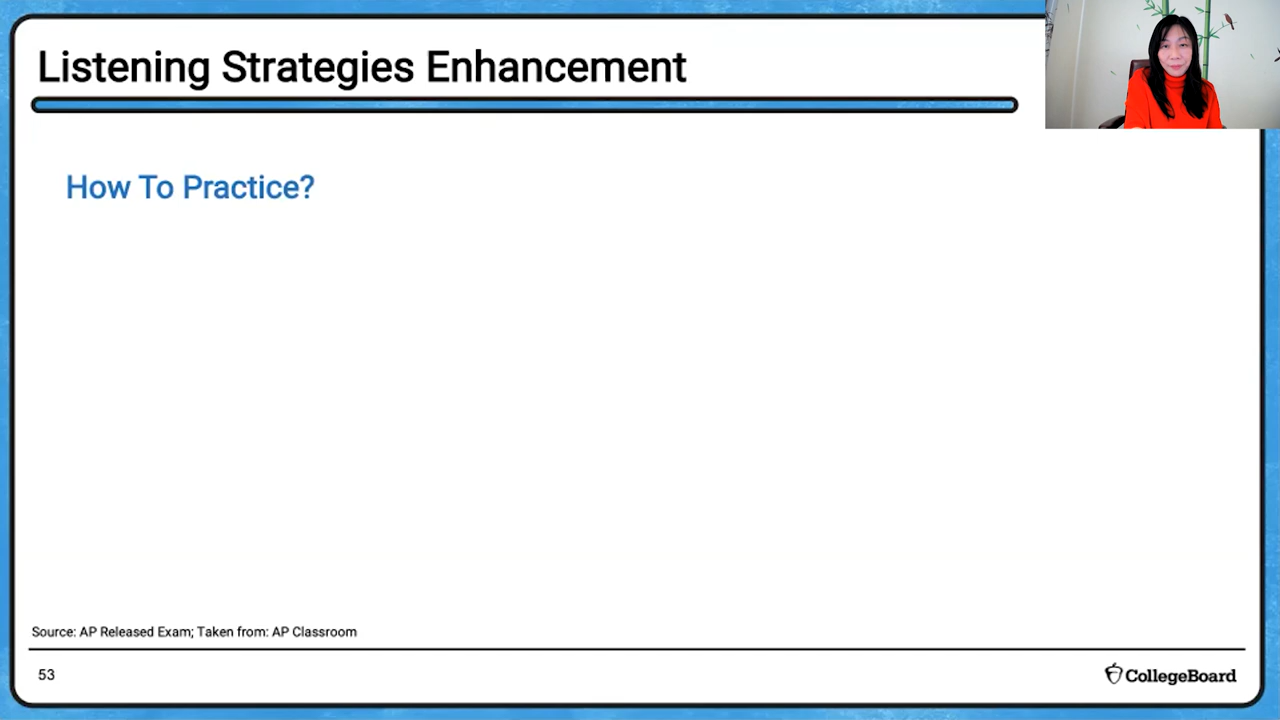 Listening Strategies Enhancement
How To Practice?
Source: AP Released Exam; Taken from: AP Classroom
53
CollegeBoard